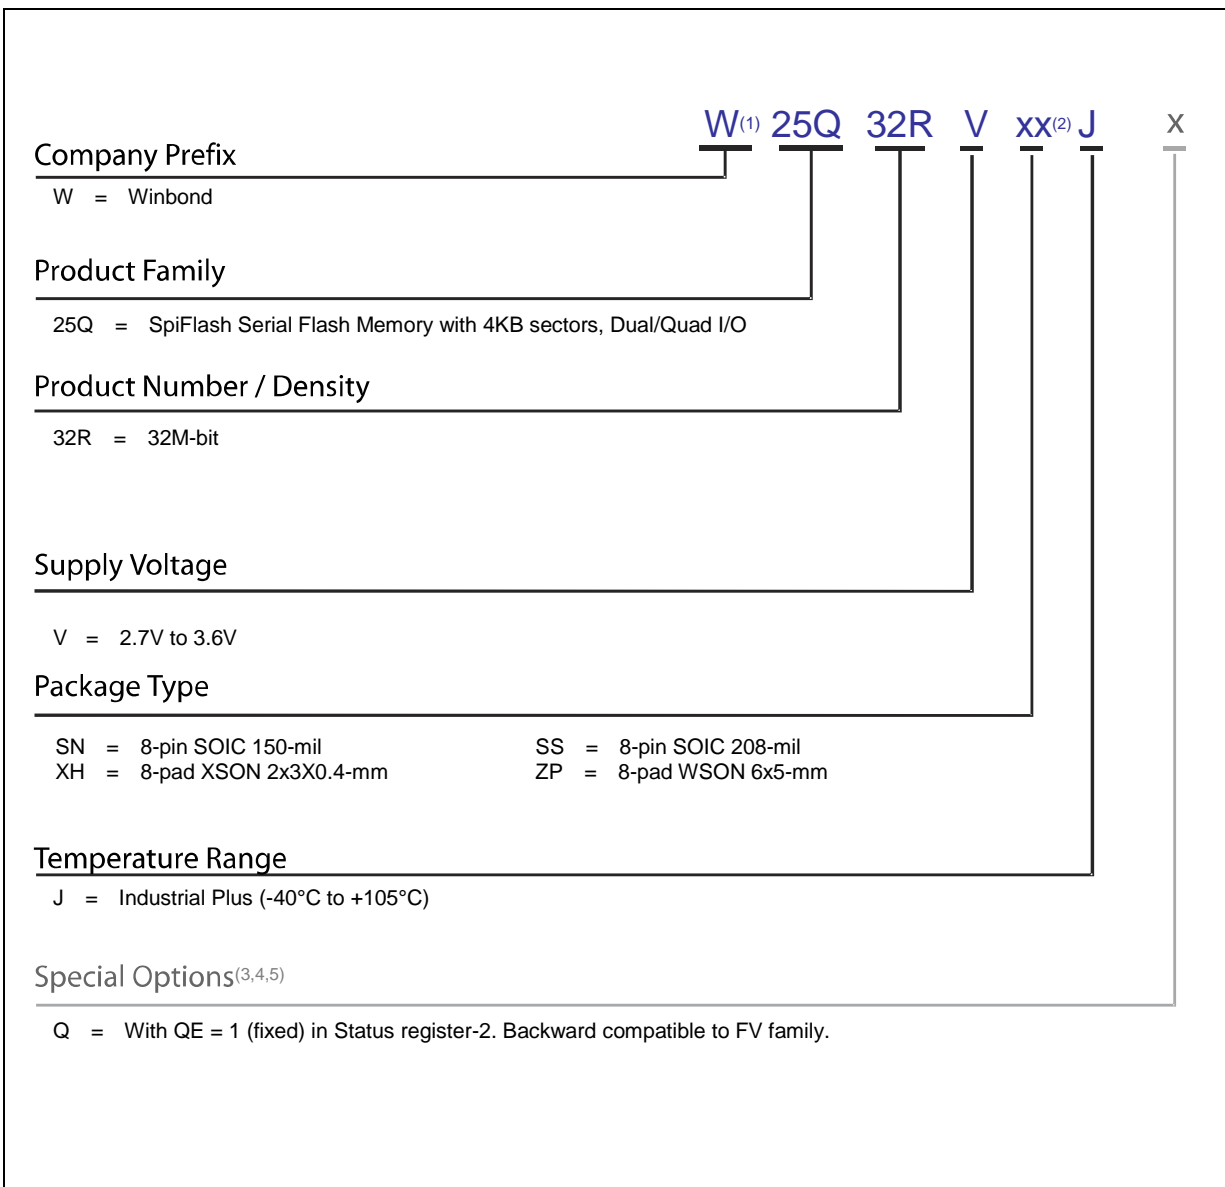 W(1) 25Q 32R V xx(2) J x
Company Prefix
W = Winbond
Product Family
25Q = SpiFlash Serial Flash Memory with 4KB sectors, Dual/Quad I/O
Product Number / Density
32R = 32M-bit
Supply Voltage
V = 2.7V to 3.6V
Package Type
SN = 8-pin SOIC 150-mil SS = 8-pin SOIC 208-mil
XH = 8-pad XSON 2x3X0.4-mm ZP = 8-pad WSON 6x5-mm
Temperature Range
J = Industrial Plus (-40°C to +105°C)
Special Options(3,4,5)
Q = With QE = 1 (fixed) in Status register-2. Backward compatible to FV family.